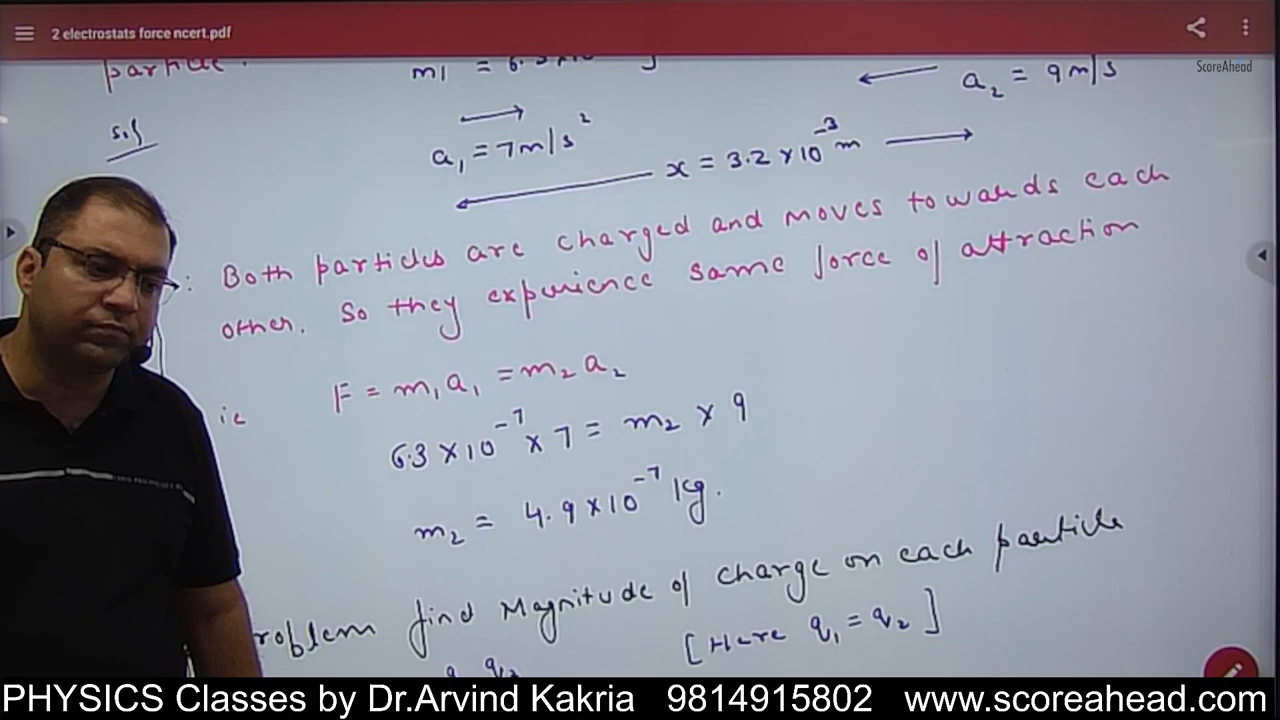 2 electrostats force ncert.pdf
ScoreAhead
m1 =
a2 = 9m/s
Sol
a1 = 7m/s²
x = 3.2×10⁻³m
: Both particles are charged and moves towards each
other. So they experience same force of attraction
ie F = m1a1 = m2a2
6.3×10⁻⁷×7 = m2 × 9
m2 = 4.9×10⁻⁷ kg.
roblem find Magnitude of charge on each particle
[Here q1 = q2]
PHYSICS Classes by Dr.Arvind Kakria 9814915802 www.scoreahead.com